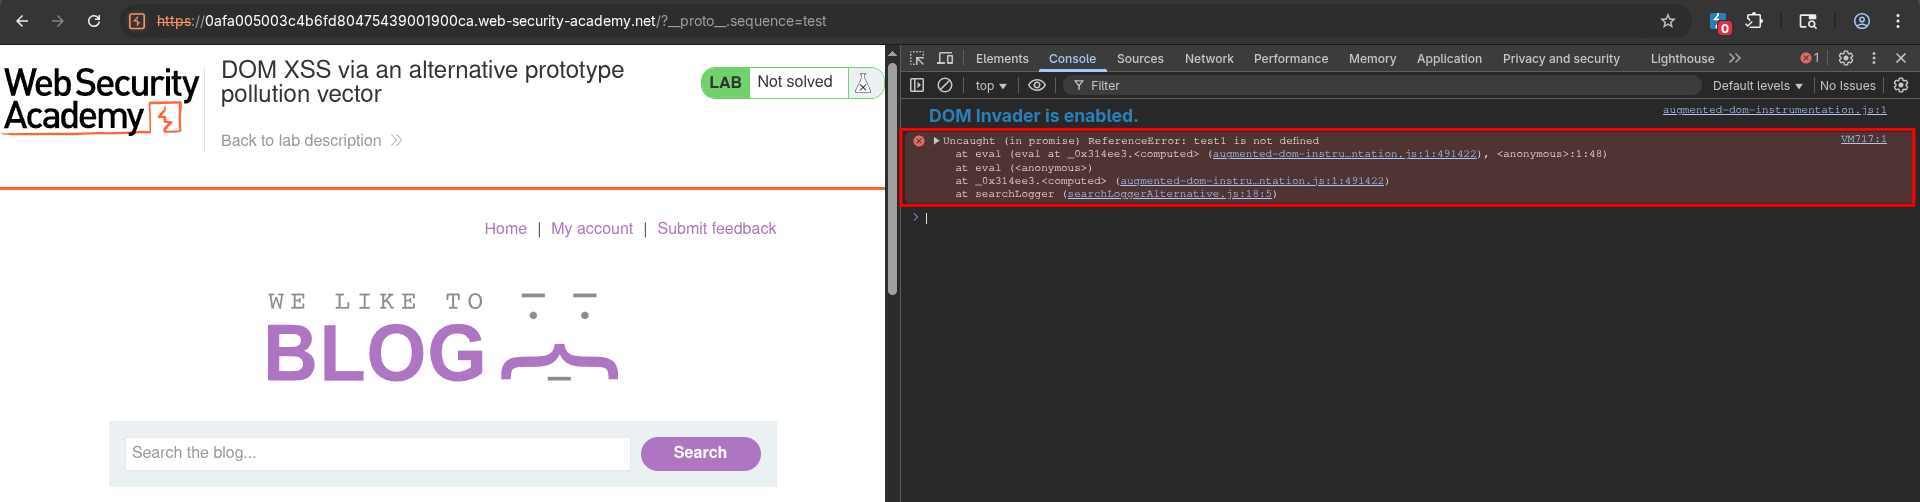 https://0afa005003c4b6fd80475439001900ca.web-security-academy.net/?__proto__.sequence=test
0
Web Security
Academy
DOM XSS via an alternative prototype
pollution vector
LAB Not solved
Back to lab description
Home | My account | Submit feedback
WE LIKE TO
BLOG
Search the blog...
Search
Elements Console Sources Network Performance Memory Application Privacy and security Lighthouse 1
top Filter Default levels No Issues
DOM Invader is enabled. augmented-dom-instrumentation.js:1
Uncaught (in promise) ReferenceError: test1 is not defined VM717:1
at eval (eval at _0x314ee3.<computed> (augmented-dom-instru…ntation.js:1:491422), <anonymous>:1:48)
at eval (<anonymous>)
at _0x314ee3.<computed> (augmented-dom-instru…ntation.js:1:491422)
at searchLogger (searchLoggerAlternative.js:18:5)